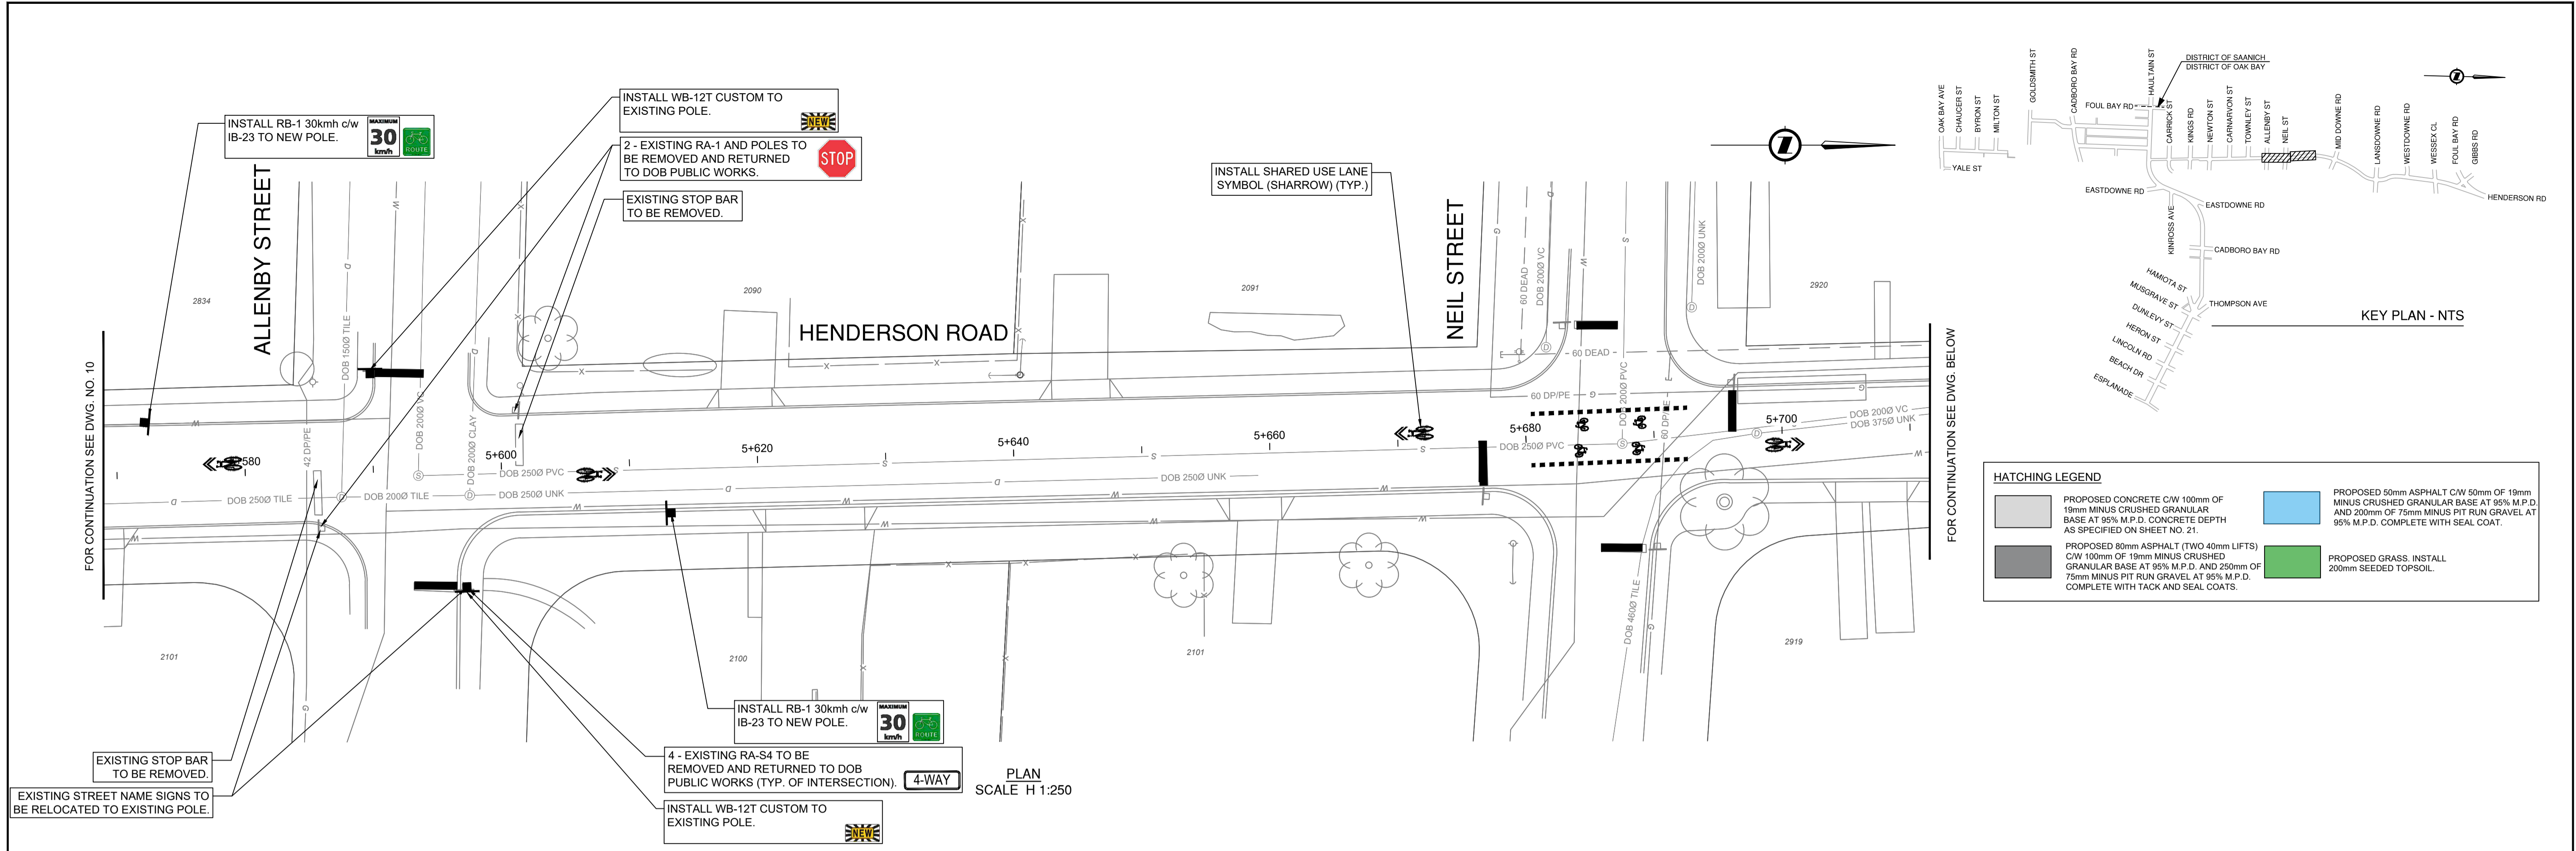 INSTALL RB-1 30kmh c/w
IB-23 TO NEW POLE.
MAXIMUM
30
km/h
ROUTE
INSTALL WB-12T CUSTOM TO
EXISTING POLE.
NEW
2 - EXISTING RA-1 AND POLES TO
BE REMOVED AND RETURNED
TO DOB PUBLIC WORKS.
STOP
EXISTING STOP BAR
TO BE REMOVED.
INSTALL SHARED USE LANE
SYMBOL (SHARROW) (TYP.)
ALLENBY STREET
HENDERSON ROAD
NEIL STREET
2834
2090
2091
2920
FOR CONTINUATION SEE DWG. NO. 10
FOR CONTINUATION SEE DWG. BELOW
DOB 150Ø TILE
DOB 200Ø VC
DOB 200Ø CLAY
42 DP/PE
60 DEAD
DOB 200Ø VC
DOB 200Ø UNK
60 DEAD
60 DP/PE
DOB 200Ø PVC
60 DP/PE
580
5+600
5+620
5+640
5+660
5+680
5+700
DOB 250Ø PVC
DOB 250Ø PVC
DOB 200Ø VC
DOB 375Ø UNK
DOB 250Ø TILE
DOB 200Ø TILE
DOB 250Ø UNK
DOB 250Ø UNK
DOB 460Ø TILE
2101
2100
2101
2919
INSTALL RB-1 30kmh c/w
IB-23 TO NEW POLE.
MAXIMUM
30
km/h
ROUTE
EXISTING STOP BAR
TO BE REMOVED.
EXISTING STREET NAME SIGNS TO
BE RELOCATED TO EXISTING POLE.
4 - EXISTING RA-S4 TO BE
REMOVED AND RETURNED TO DOB
PUBLIC WORKS (TYP. OF INTERSECTION).
4-WAY
INSTALL WB-12T CUSTOM TO
EXISTING POLE.
NEW
PLAN
SCALE H 1:250
OAK BAY AVE
CHAUCER ST
BYRON ST
MILTON ST
YALE ST
GOLDSMITH ST
CADBORO BAY RD
HAULTAIN ST
DISTRICT OF SAANICH
DISTRICT OF OAK BAY
FOUL BAY RD
CARRICK ST
KINGS RD
NEWTON ST
CARNARVON ST
TOWNLEY ST
ALLENBY ST
NEIL ST
MID DOWNE RD
LANSDOWNE RD
WESTDOWNE RD
WESSEX CL
FOUL BAY RD
GIBBS RD
HENDERSON RD
EASTDOWNE RD
EASTDOWNE RD
KINROSS AVE
CADBORO BAY RD
HAMIOTA ST
MUSGRAVE ST
DUNLEVY ST
HERON ST
LINCOLN RD
BEACH DR
ESPLANADE
THOMPSON AVE
KEY PLAN - NTS
HATCHING LEGEND
PROPOSED CONCRETE C/W 100mm OF
19mm MINUS CRUSHED GRANULAR
BASE AT 95% M.P.D. CONCRETE DEPTH
AS SPECIFIED ON SHEET NO. 21.
PROPOSED 80mm ASPHALT (TWO 40mm LIFTS)
C/W 100mm OF 19mm MINUS CRUSHED
GRANULAR BASE AT 95% M.P.D. AND 250mm OF
75mm MINUS PIT RUN GRAVEL AT 95% M.P.D.
COMPLETE WITH TACK AND SEAL COATS.
PROPOSED 50mm ASPHALT C/W 50mm OF 19mm
MINUS CRUSHED GRANULAR BASE AT 95% M.P.D.
AND 200mm OF 75mm MINUS PIT RUN GRAVEL AT
95% M.P.D. COMPLETE WITH SEAL COAT.
PROPOSED GRASS. INSTALL
200mm SEEDED TOPSOIL.